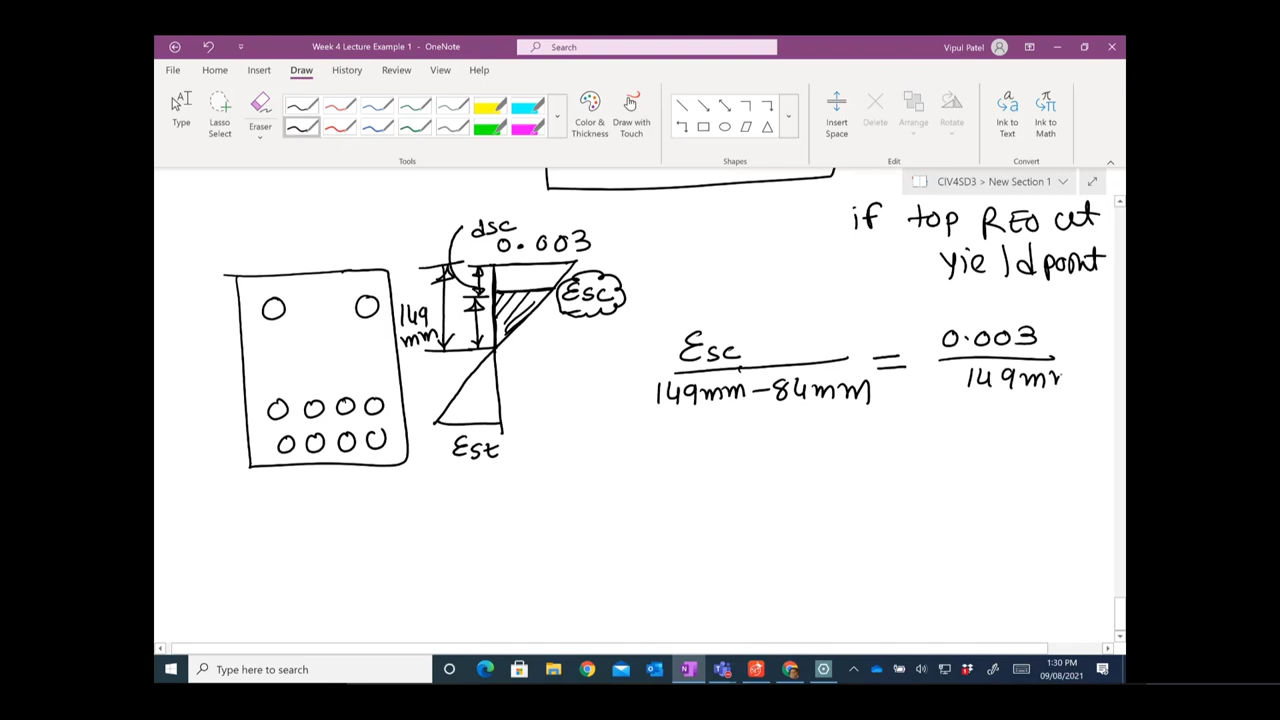 Week 4 Lecture Example 1 - OneNote
Search
Vipul Patel
File Home Insert Draw History Review View Help
Type
Lasso Select
Eraser
Color & Thickness
Draw with Touch
Insert Space
Delete
Arrange
Rotate
Ink to Text
Ink to Math
Tools
Shapes
Edit
Convert
CIV4SD3 > New Section 1
if top REO at
yield point
dsc
0.003
149
mm
εsc
εst
εsc = 0.003
149mm-84mm 149mm
Type here to search
1:30 PM
09/08/2021